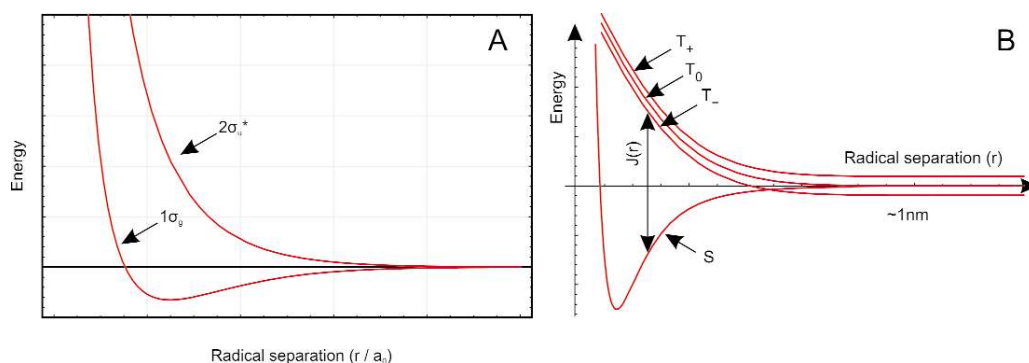 A
2σᵤ*
1σg
Energy
Radical separation (r / a₀)
B
T₊
T₀
T₋
Energy
J(r)
Radical separation (r)
~1nm
S